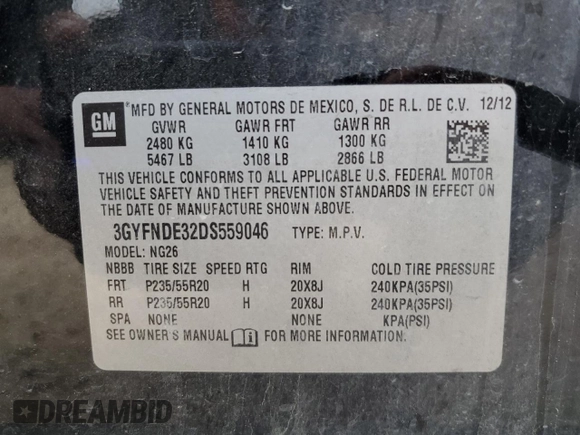 GM
® MFD BY GENERAL MOTORS DE MEXICO, S. DE R.L. DE C.V. 12/12
GVWR GAWR FRT GAWR RR
2480 KG 1410 KG 1300 KG
5467 LB 3108 LB 2866 LB
THIS VEHICLE CONFORMS TO ALL APPLICABLE U.S. FEDERAL MOTOR
VEHICLE SAFETY AND THEFT PREVENTION STANDARDS IN EFFECT ON
THE DATE OF MANUFACTURE SHOWN ABOVE.
3GYFNDE32DS559046 TYPE: M.P.V.
MODEL: NG26
NBBB TIRE SIZE SPEED RTG RIM COLD TIRE PRESSURE
FRT P235/55R20 H 20X8J 240KPA(35PSI)
RR P235/55R20 H 20X8J 240KPA(35PSI)
SPA NONE NONE KPA(PSI)
SEE OWNER'S MANUAL FOR MORE INFORMATION.
DREAMBID